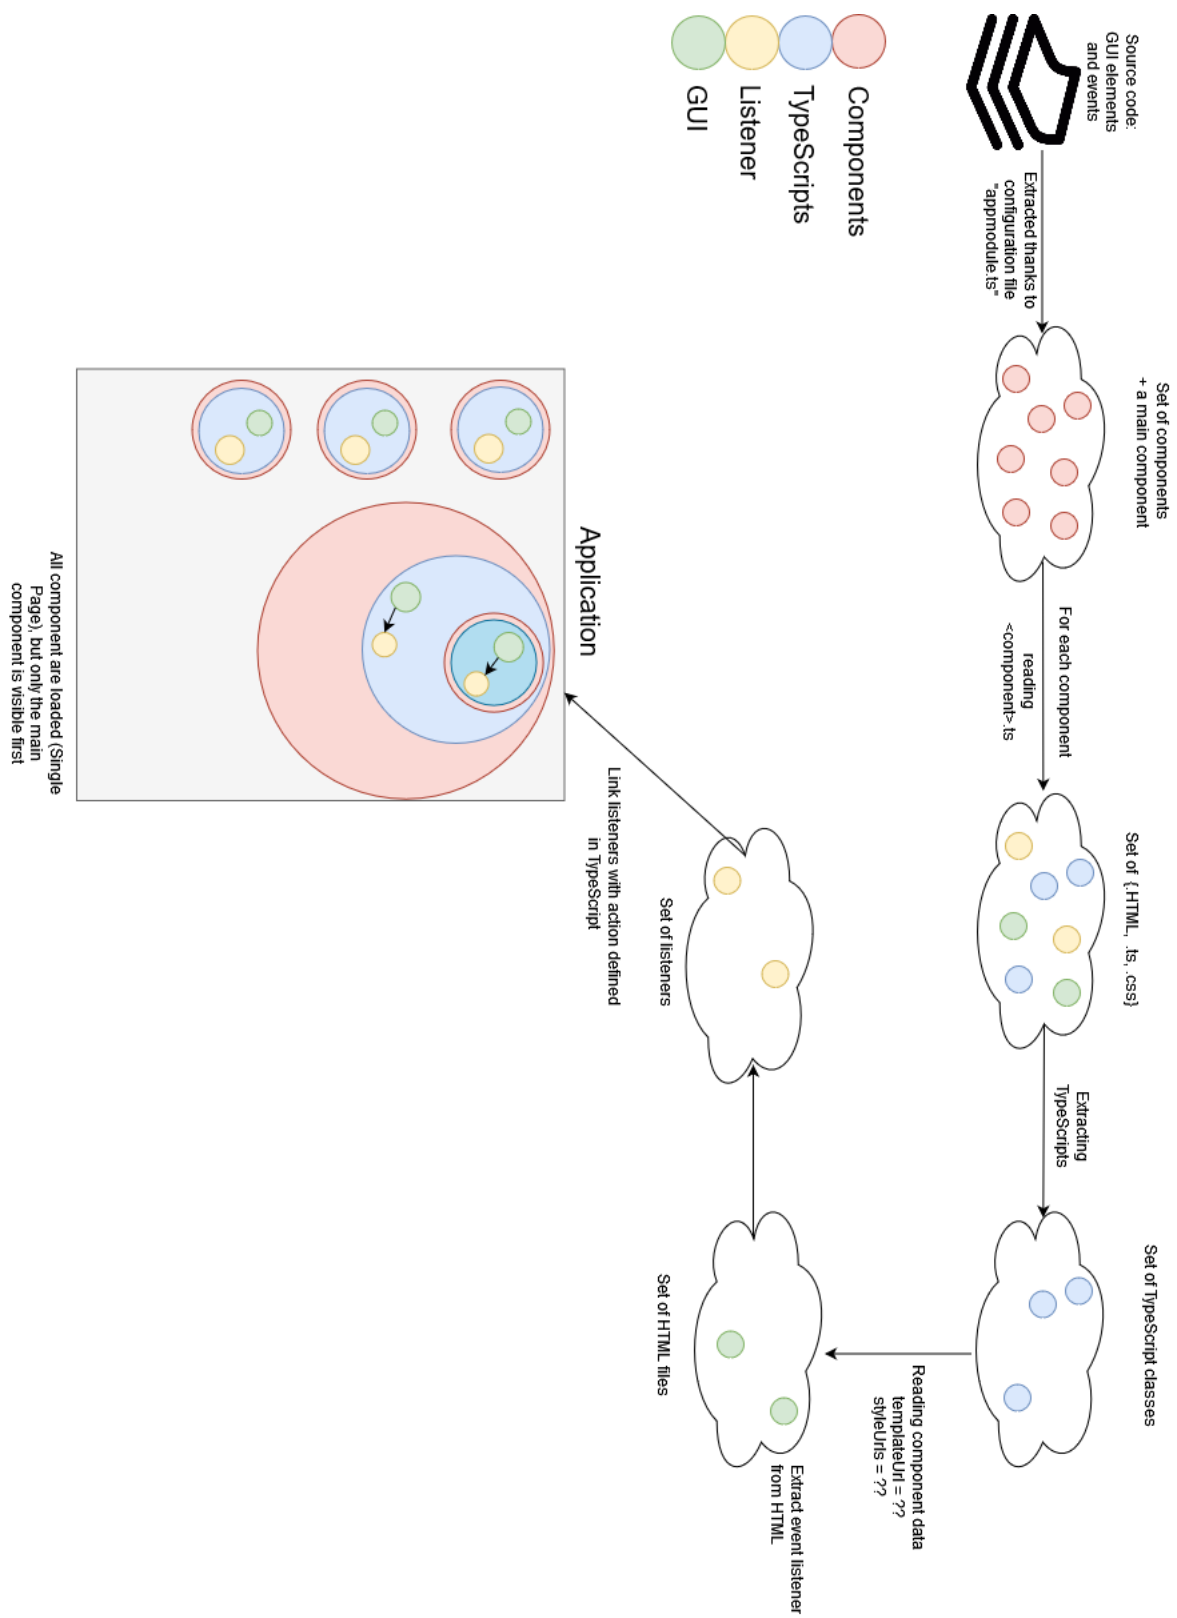 Source code:
GUI elements
and events
Extracted thanks to
configuration file
"appmodule.ts"
Set of components
+ a main component
For each component
reading
<component>.ts
Set of {.HTML, .ts, .css}
Extracting
TypeScripts
Set of TypeScript classes
Reading component data
templateUrl = ??
styleUrls = ??
Set of HTML files
Extract event listener
from HTML
Set of listeners
Link listeners with action defined
in TypeScript
Application
All component are loaded (Single
Page), but only the main
component is visible first
Components
TypeScripts
Listener
GUI